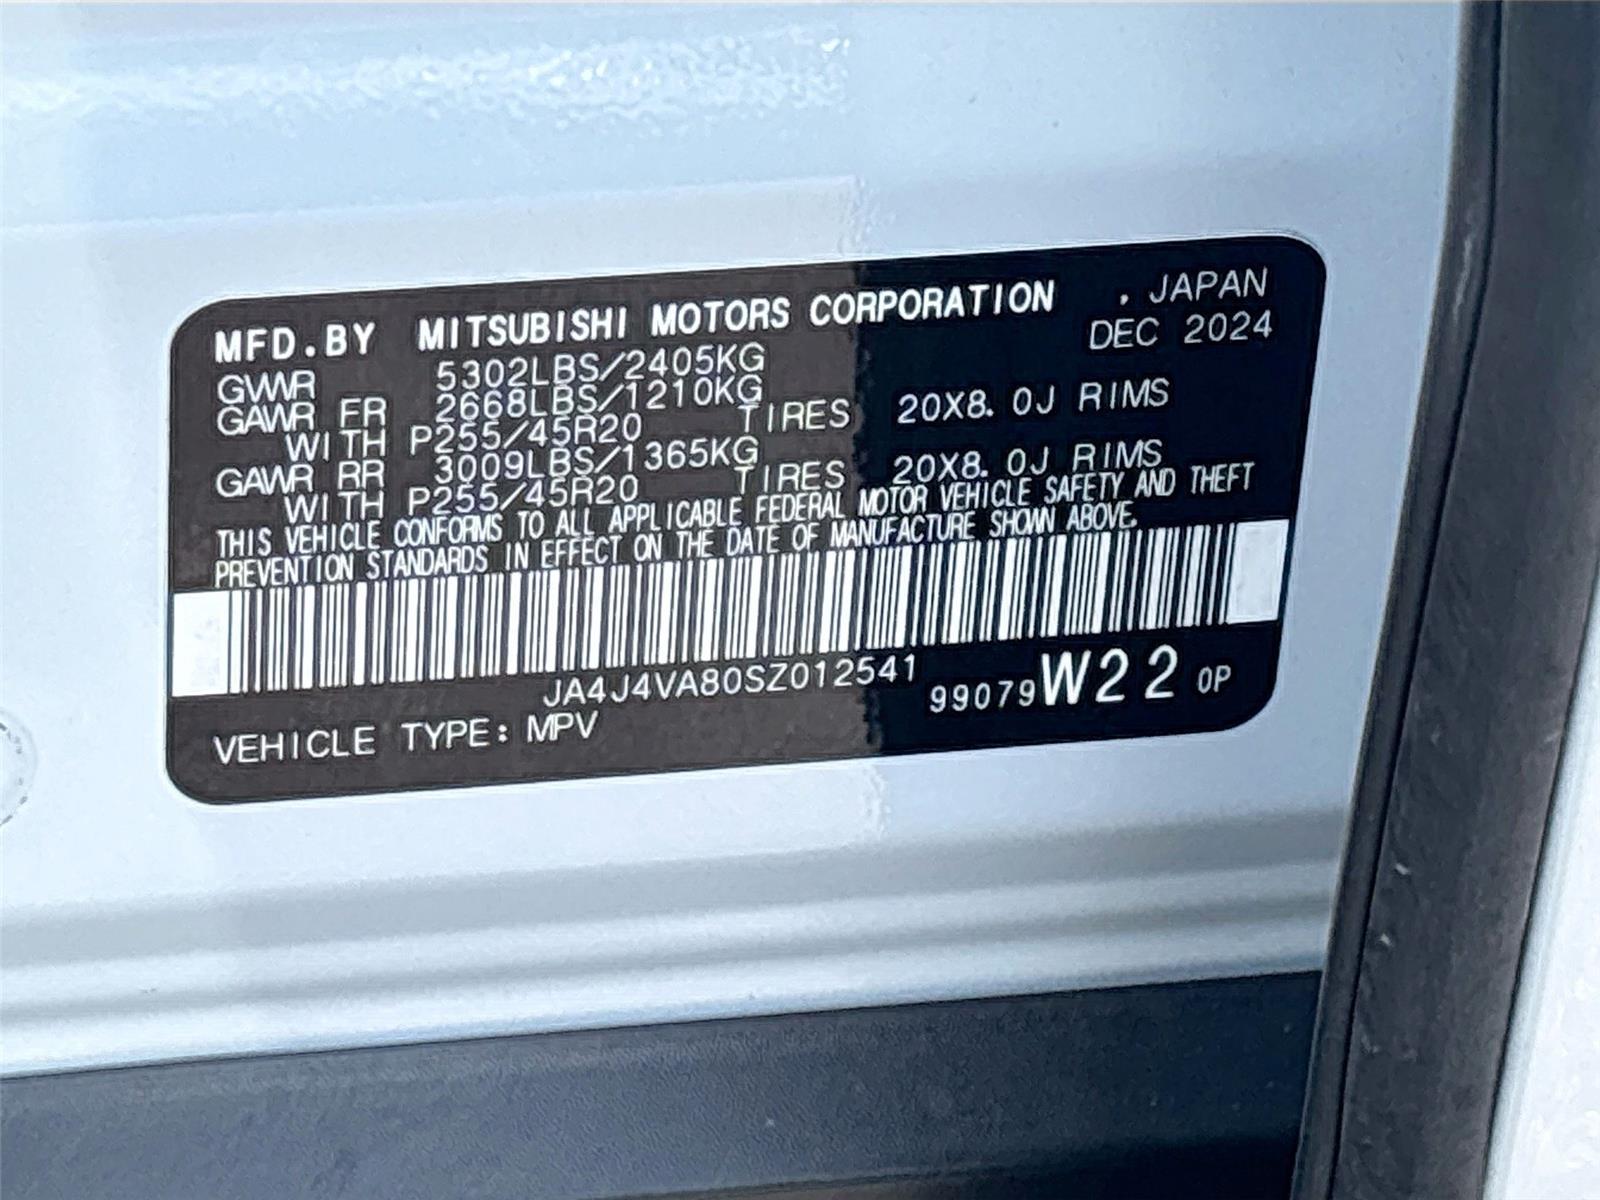 MFD.BY MITSUBISHI MOTORS CORPORATION , JAPAN
DEC 2024
GVWR 5302LBS/2405KG
GAWR FR 2668LBS/1210KG
WITH P255/45R20 TIRES 20X8.0J RIMS
GAWR RR 3009LBS/1365KG
WITH P255/45R20 TIRES 20X8.0J RIMS
THIS VEHICLE CONFORMS TO ALL APPLICABLE FEDERAL MOTOR VEHICLE SAFETY AND THEFT
PREVENTION STANDARDS IN EFFECT ON THE DATE OF MANUFACTURE SHOWN ABOVE.
JA4J4VA80SZ012541
99079 W22 0P
VEHICLE TYPE: MPV